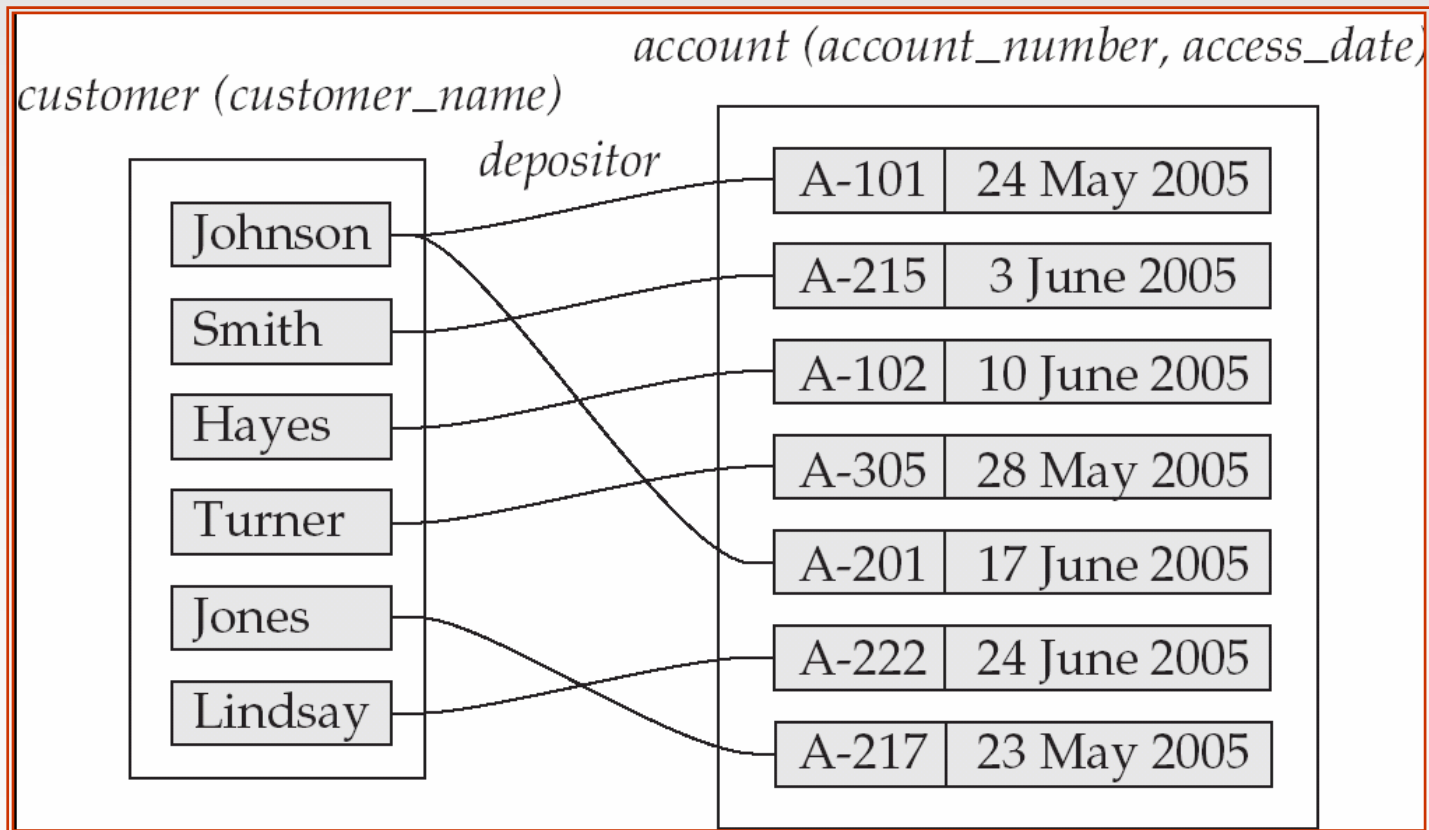 account (account_number, access_date)
customer (customer_name)
depositor
Johnson
Smith
Hayes
Turner
Jones
Lindsay
A-101 24 May 2005
A-215 3 June 2005
A-102 10 June 2005
A-305 28 May 2005
A-201 17 June 2005
A-222 24 June 2005
A-217 23 May 2005